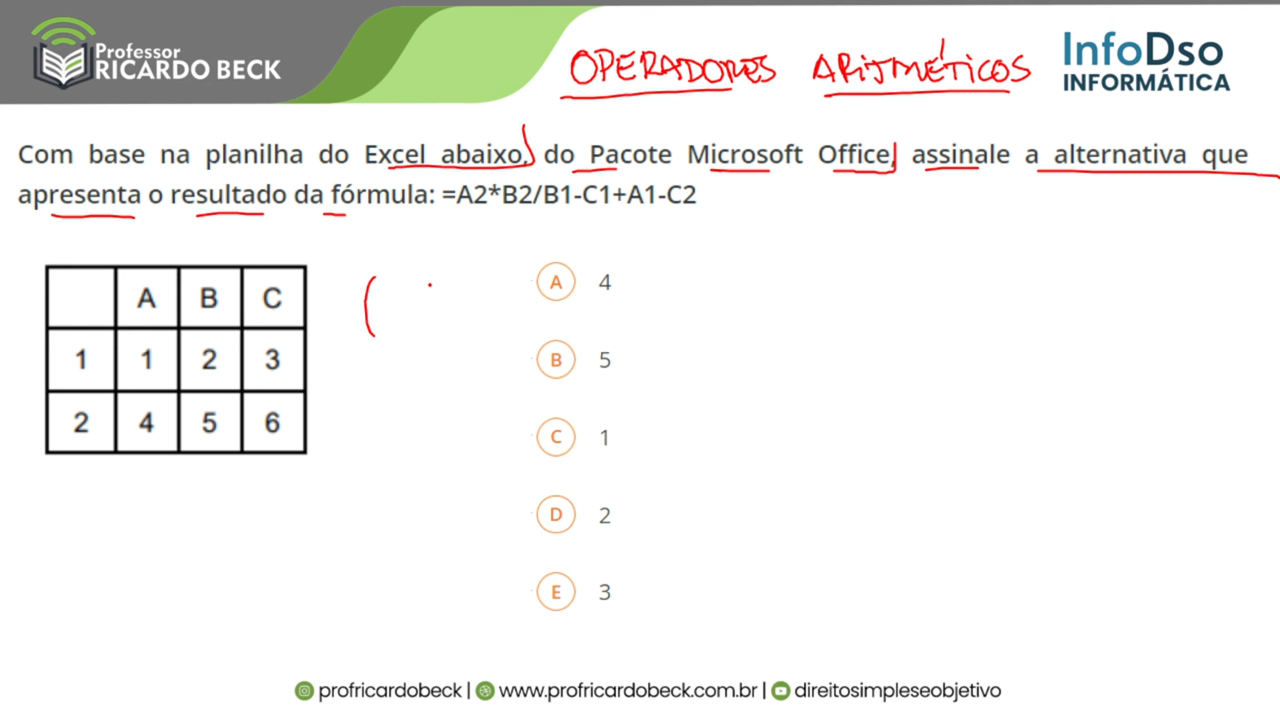 Professor
RICARDO BECK
OPERADORES ARITMÉTICOS
InfoDso
INFORMÁTICA
Com base na planilha do Excel abaixo, do Pacote Microsoft Office, assinale a alternativa que
apresenta o resultado da fórmula: =A2*B2/B1-C1+A1-C2
A B C
1 1 2 3
2 4 5 6
A 4
B 5
C 1
D 2
E 3
profricardobeck | www.profricardobeck.com.br | direitosimpleseobjetivo